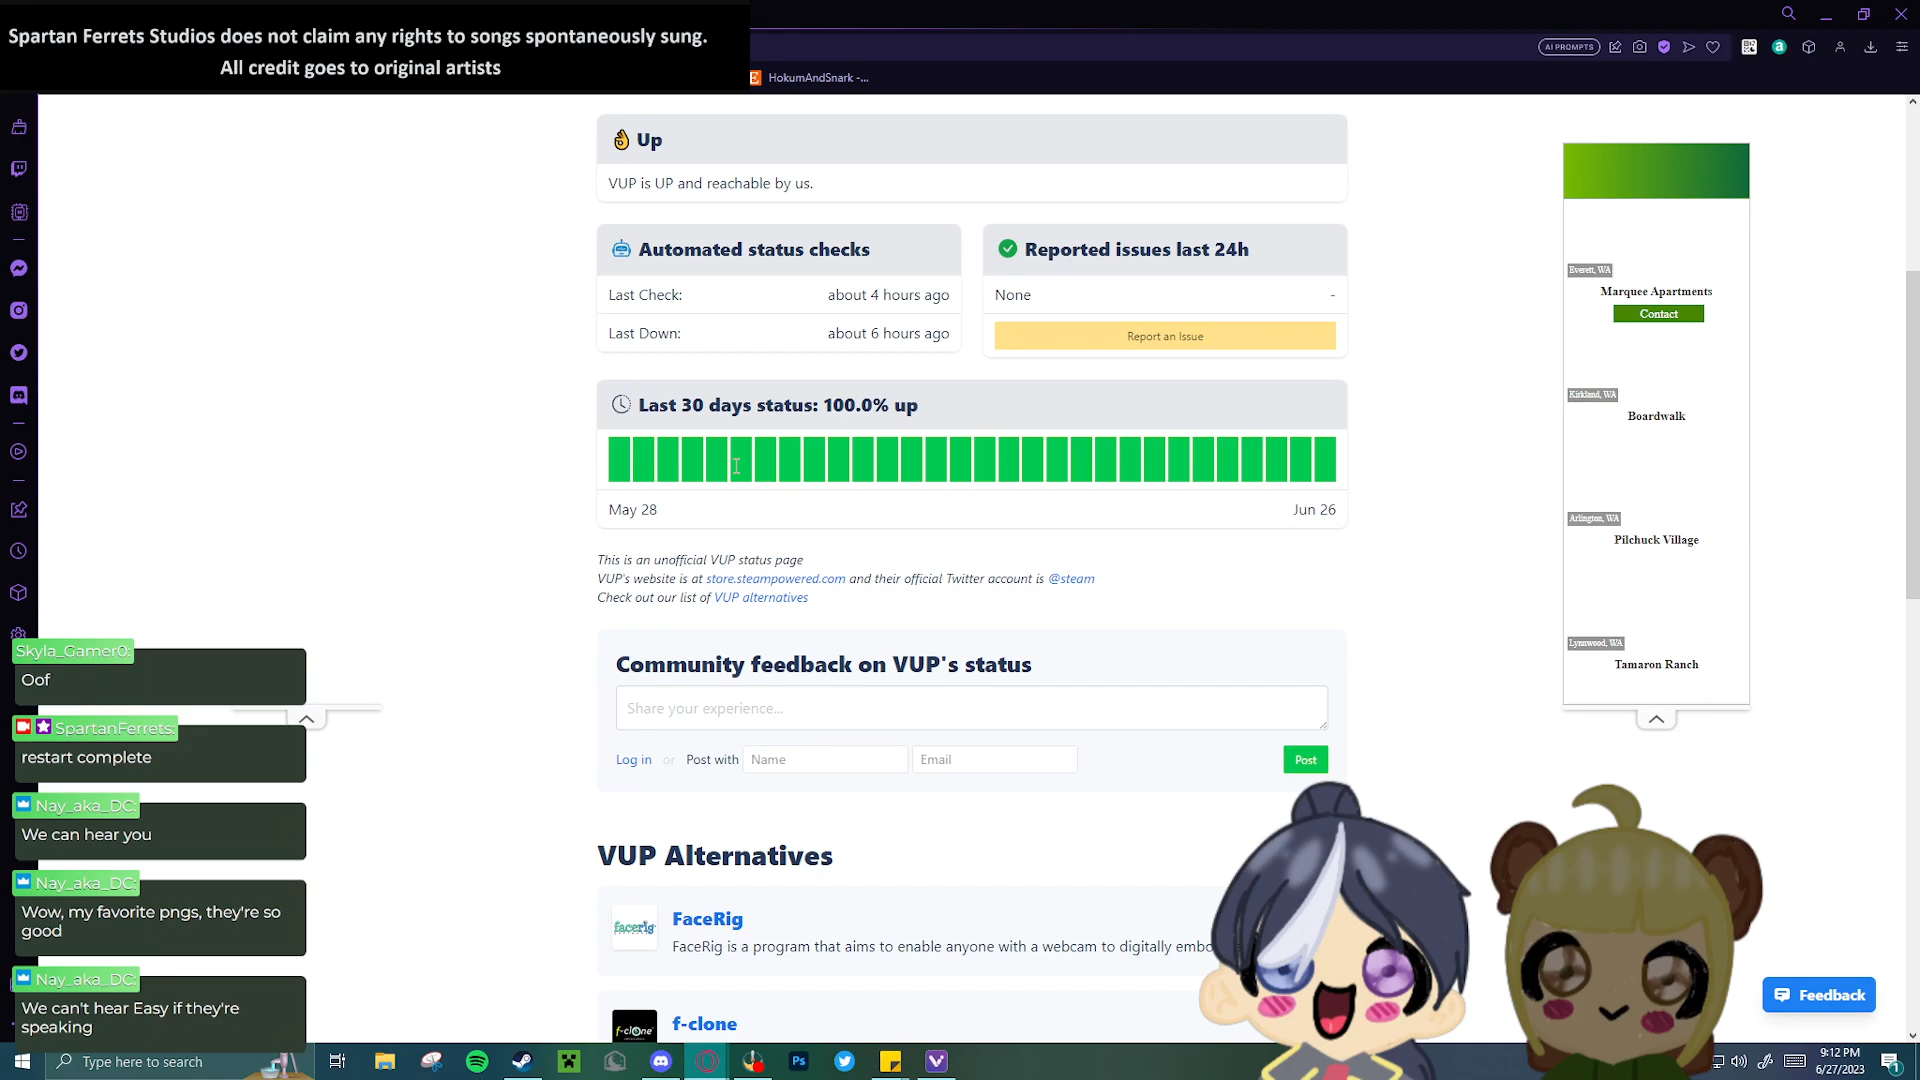 Spartan Ferrets Studios does not claim any rights to songs spontaneously sung.
All credit goes to original artists
AI PROMPTS
HokumAndSnark -...
Up
VUP is UP and reachable by us.
Automated status checks
Last Check: about 4 hours ago
Last Down: about 6 hours ago
Reported issues last 24h
None -
Report an Issue
Last 30 days status: 100.0% up
May 28 Jun 26
This is an unofficial VUP status page
VUP's website is at store.steampowered.com and their official Twitter account is @steam
Check out our list of VUP alternatives
Community feedback on VUP's status
Share your experience...
Log in or Post with Name Email Post
VUP Alternatives
facerig
FaceRig
FaceRig is a program that aims to enable anyone with a webcam to digitally embo
f-clone
f-clone
Everett, WA
Marquee Apartments
Contact
Kirkland, WA
Boardwalk
Arlington, WA
Pilchuck Village
Lynnwood, WA
Tamaron Ranch
Feedback
Skyla_Gamer0:
Oof
SpartanFerrets:
restart complete
Nay_aka_DC:
We can hear you
Nay_aka_DC:
Wow, my favorite pngs, they're so
good
Nay_aka_DC:
We can't hear Easy if they're
speaking
Type here to search
Ps
9:12 PM
6/27/2023
1